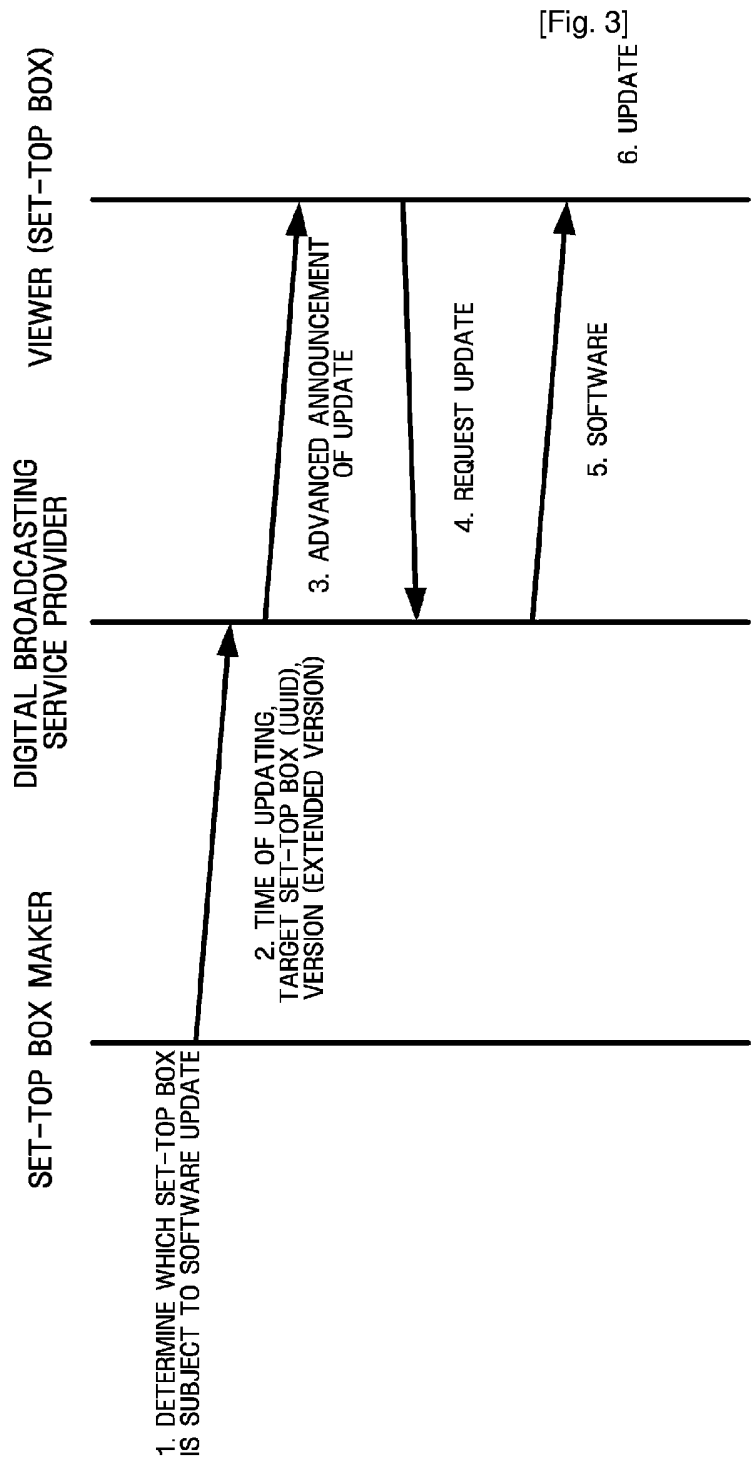 [Fig. 3]
SET-TOP BOX MAKER
DIGITAL BROADCASTING
SERVICE PROVIDER
VIEWER (SET-TOP BOX)
1. DETERMINE WHICH SET-TOP BOX
IS SUBJECT TO SOFTWARE UPDATE
2. TIME OF UPDATING,
TARGET SET-TOP BOX (UUID),
VERSION (EXTENDED VERSION)
3. ADVANCED ANNOUNCEMENT
OF UPDATE
4. REQUEST UPDATE
5. SOFTWARE
6. UPDATE